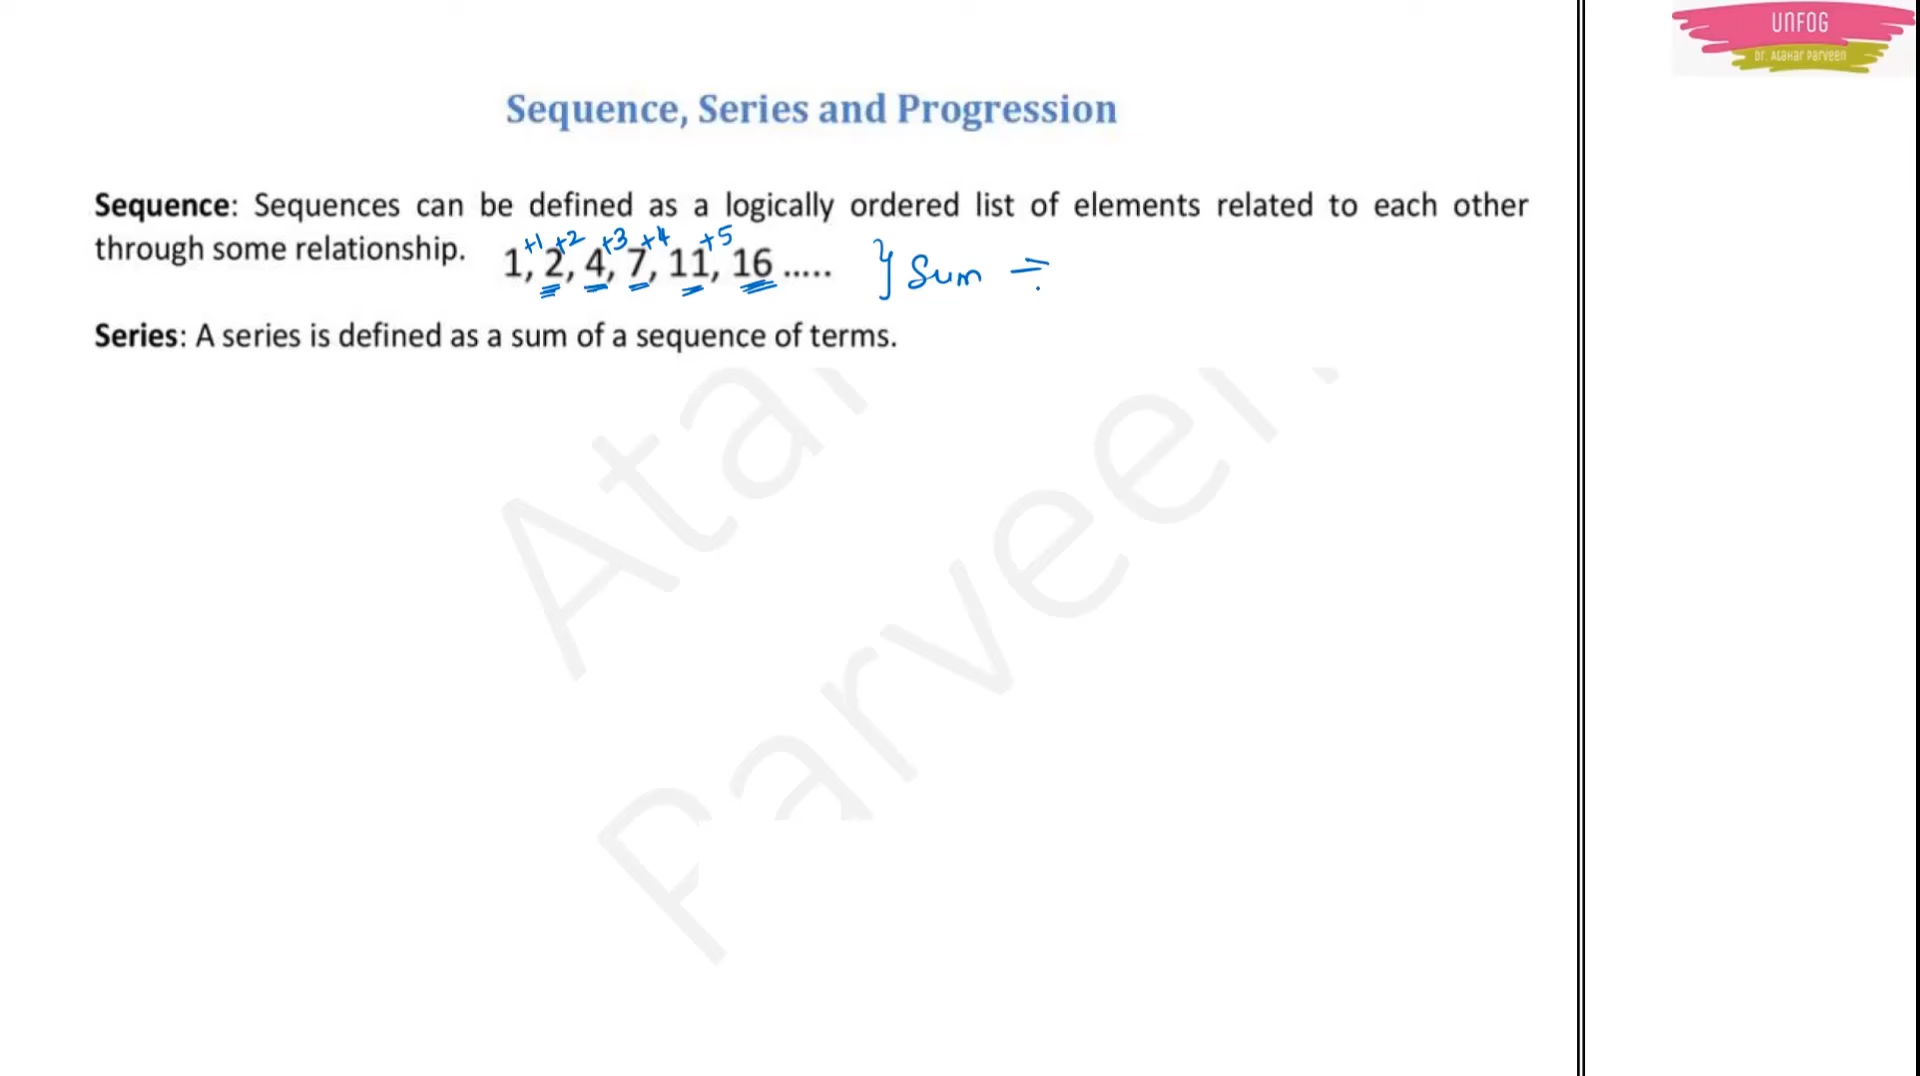 UNFOG
Dr. Atahar Parveen
Sequence, Series and Progression
Sequence: Sequences can be defined as a logically ordered list of elements related to each other
+1 +2 +3 +4 +5
through some relationship. 1, 2, 4, 7, 11, 16 ..... } Sum =
Series: A series is defined as a sum of a sequence of terms.
Parveen